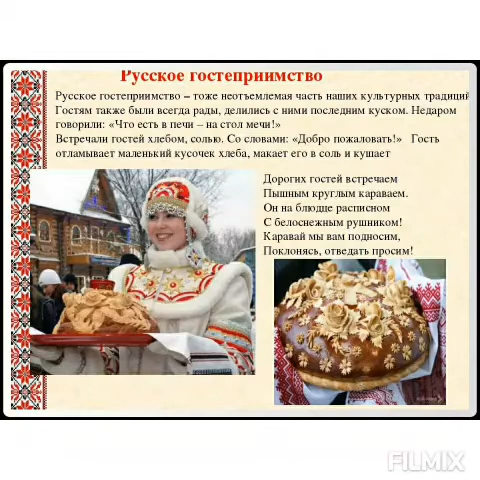 Русское гостеприимство
Русское гостеприимство – тоже неотъемлемая часть наших культурных традиций
Гостям также были всегда рады, делились с ними последним куском. Недаром
говорили: «Что есть в печи – на стол мечи!»
Встречали гостей хлебом, солью. Со словами: «Добро пожаловать!» Гость
отламывает маленький кусочек хлеба, макает его в соль и кушает
Дорогих гостей встречаем
Пышным круглым караваем.
Он на блюдце расписном
С белоснежным рушником!
Каравай мы вам подносим,
Поклонясь, отведать просим!
FILMIX